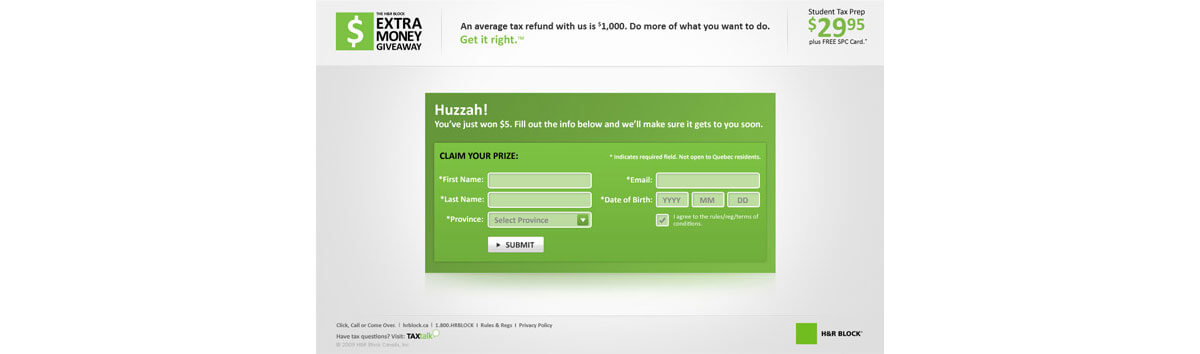 THE H&R BLOCK
$ EXTRA
MONEY
GIVEAWAY
An average tax refund with us is $1,000. Do more of what you want to do.
Get it right.™
Student Tax Prep
$29.95
plus FREE SPC Card.*
Huzzah!
You've just won $5. Fill out the info below and we'll make sure it gets to you soon.
CLAIM YOUR PRIZE:
* Indicates required field. Not open to Quebec residents.
*First Name:
*Email:
*Last Name:
*Date of Birth: YYYY MM DD
*Province: Select Province
I agree to the rules/reg/terms of
conditions.
SUBMIT
Click, Call or Come Over. | hrblock.ca | 1.800.HRBLOCK | Rules & Regs | Privacy Policy
Have tax questions? Visit: TAXtalk
© 2009 H&R Block Canada, Inc
H&R BLOCK®